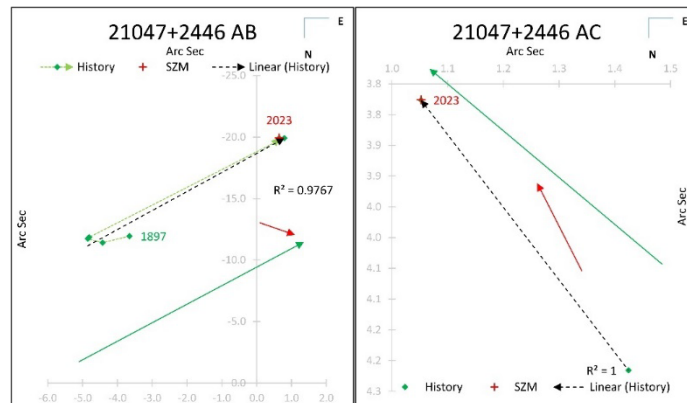 21047+2446 AB
Arc Sec
E
N
History
SZM
Linear (History)
-25.0
2023
-20.0
R² = 0.9767
-15.0
1897
-10.0
-5.0
0.0
Arc Sec
-6.0 -5.0 -4.0 -3.0 -2.0 -1.0 0.0 1.0 2.0
21047+2446 AC
Arc Sec
E
N
1.0 1.1 1.2 1.3 1.4 1.5
3.8
2023
3.8
3.9
3.9
4.0
4.0
4.1
4.1
4.2
R² = 1
4.3
Arc Sec
History
SZM
Linear (History)